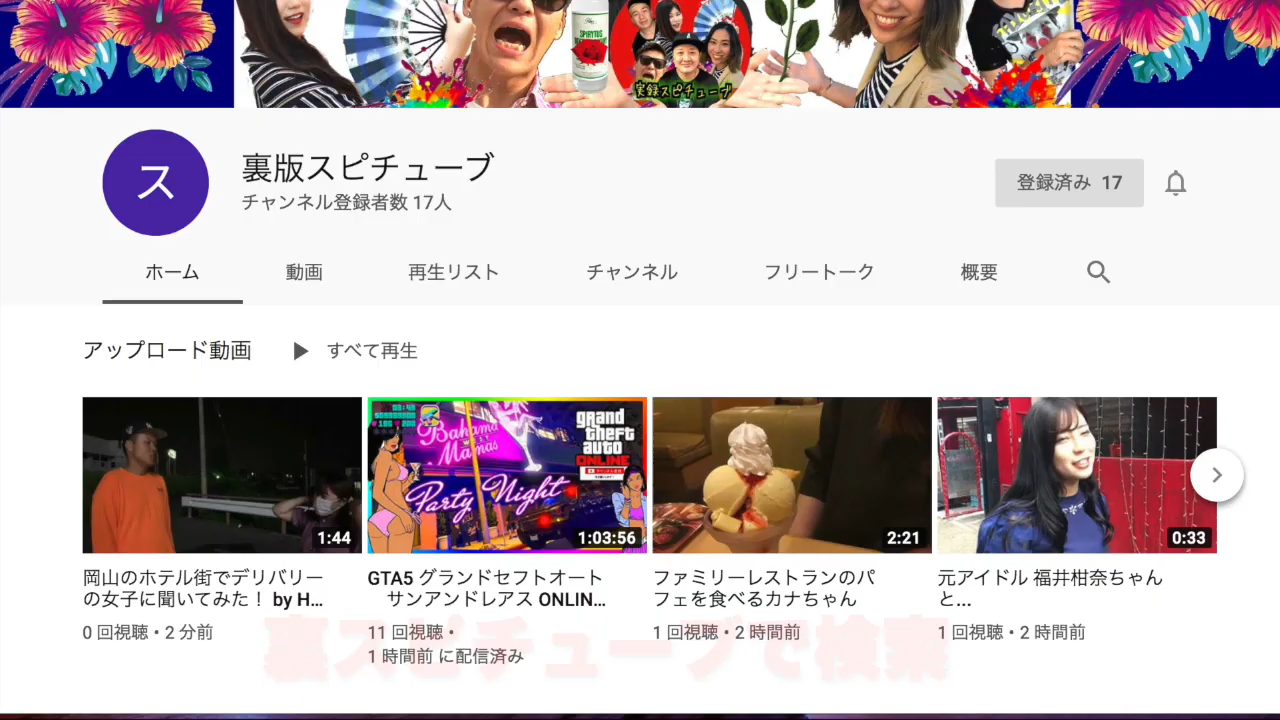 SPIRYTUS
実録スピチューブ
ス
裏版スピチューブ
チャンネル登録者数 17人
登録済み 17
ホーム
動画
再生リスト
チャンネル
フリートーク
概要
アップロード動画
すべて再生
Bahama
Mamas
Party Night
grand
theft
auto
ONLINE
1:44
1:03:56
2:21
0:33
岡山のホテル街でデリバリー
の女子に聞いてみた！ by H...
0 回視聴・2 分前
GTA5 グランドセフトオート
サンアンドレアス ONLIN...
11 回視聴・
1 時間前 に配信済み
ファミリーレストランのパ
フェを食べるカナちゃん
1 回視聴・2 時間前
元アイドル 福井柑奈ちゃん
と...
1 回視聴・2 時間前
裏スピチューブで検索